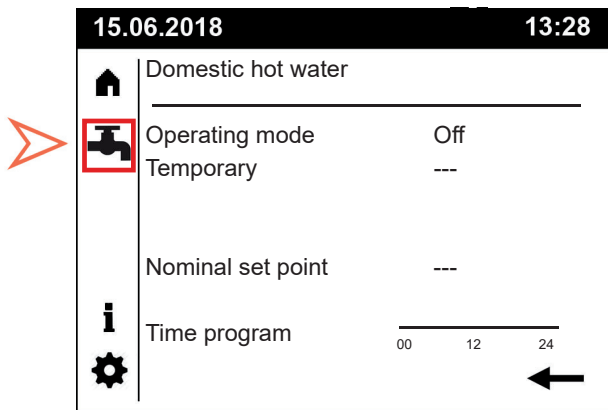 15.06.2018 13:28
Domestic hot water
Operating mode Off
Temporary ---
Nominal set point ---
i
Time program
00 12 24